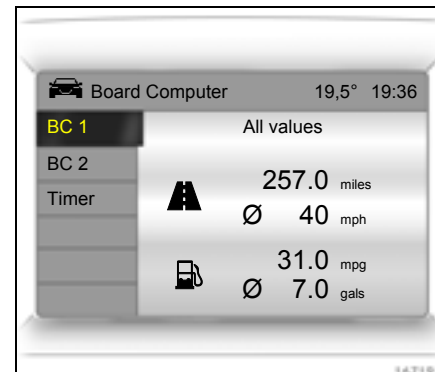 Board Computer 19,5° 19:36
BC 1
All values
BC 2
Timer
257.0 miles
Ø 40 mph
31.0 mpg
Ø 7.0 gals